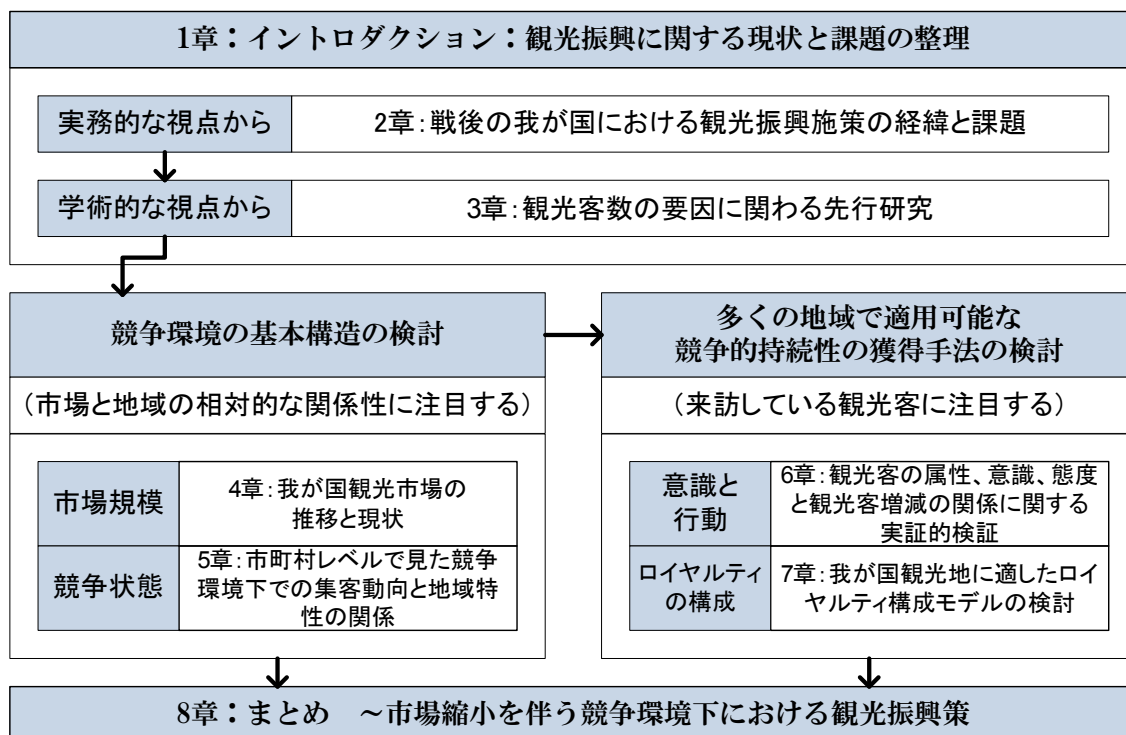 1章：イントロダクション：観光振興に関する現状と課題の整理
実務的な視点から
2章：戦後の我が国における観光振興施策の経緯と課題
学術的な視点から
3章：観光客数の要因に関わる先行研究
競争環境の基本構造の検討
（市場と地域の相対的な関係性に注目する）
市場規模
4章：我が国観光市場の
推移と現状
競争状態
5章：市町村レベルで見た競争
環境下での集客動向と地域特
性の関係
多くの地域で適用可能な
競争的持続性の獲得手法の検討
（来訪している観光客に注目する）
意識と
行動
6章：観光客の属性、意識、態度
と観光客増減の関係に関する
実証的検証
ロイヤルティ
の構成
7章：我が国観光地に適したロイ
ヤルティ構成モデルの検討
8章：まとめ　～市場縮小を伴う競争環境下における観光振興策